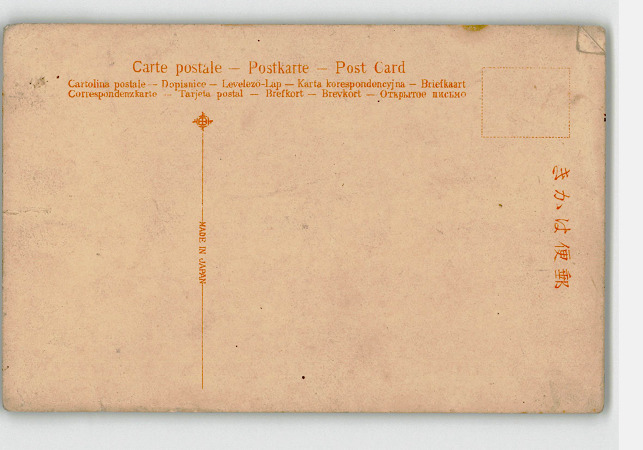 Carte postale — Postkarte — Post Card
Cartolina postale — Dopisnice — Levelezo-Lap — Karta korespondencyjna — Briefkaart
Correspondenzkarte — Tarjeta postal — Brefkort — Brevkort — Открытое письмо
MADE IN JAPAN
きかは便郵